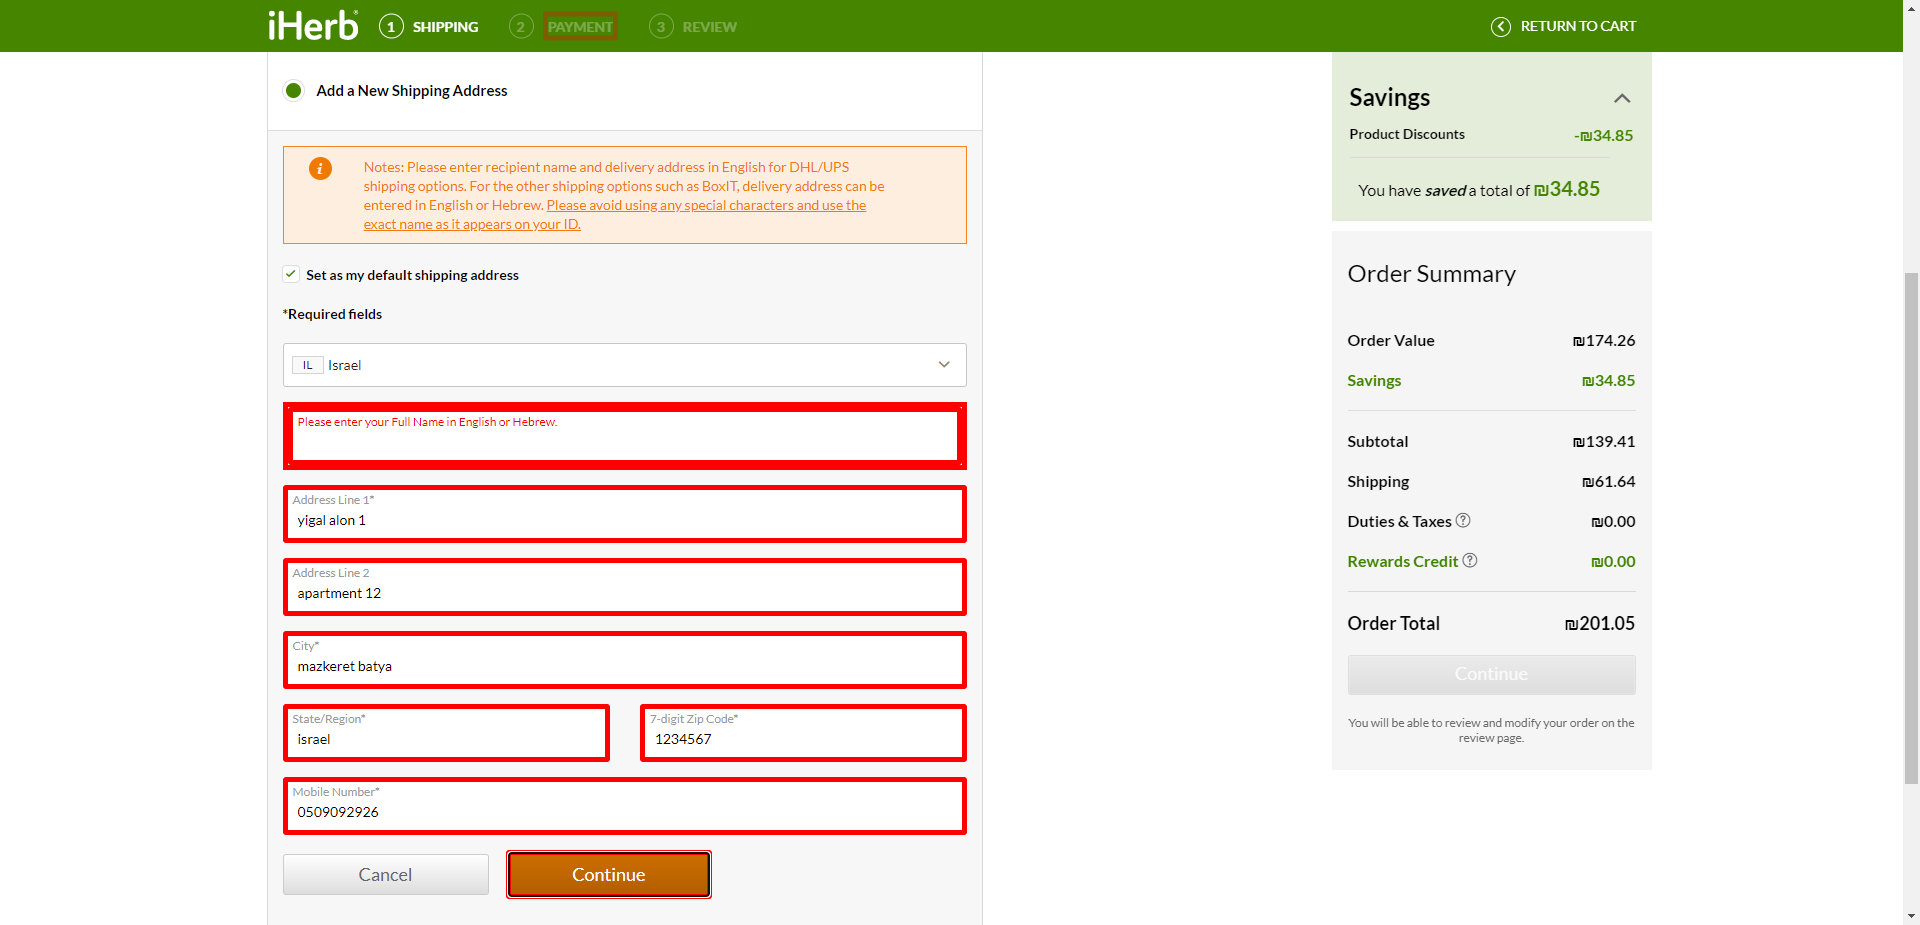 iHerb 1 SHIPPING 2 PAYMENT 3 REVIEW RETURN TO CART
Add a New Shipping Address
Notes: Please enter recipient name and delivery address in English for DHL/UPS
shipping options. For the other shipping options such as BoxIT, delivery address can be
entered in English or Hebrew. Please avoid using any special characters and use the
exact name as it appears on your ID.
Set as my default shipping address
*Required fields
IL Israel
Please enter your Full Name in English or Hebrew.
Address Line 1*
yigal alon 1
Address Line 2
apartment 12
City*
mazkeret batya
State/Region*
israel
7-digit Zip Code*
1234567
Mobile Number*
0509092926
Cancel Continue
Savings
Product Discounts -₪34.85
You have saved a total of ₪34.85
Order Summary
Order Value ₪174.26
Savings ₪34.85
Subtotal ₪139.41
Shipping ₪61.64
Duties & Taxes ? ₪0.00
Rewards Credit ? ₪0.00
Order Total ₪201.05
Continue
You will be able to review and modify your order on the
review page.